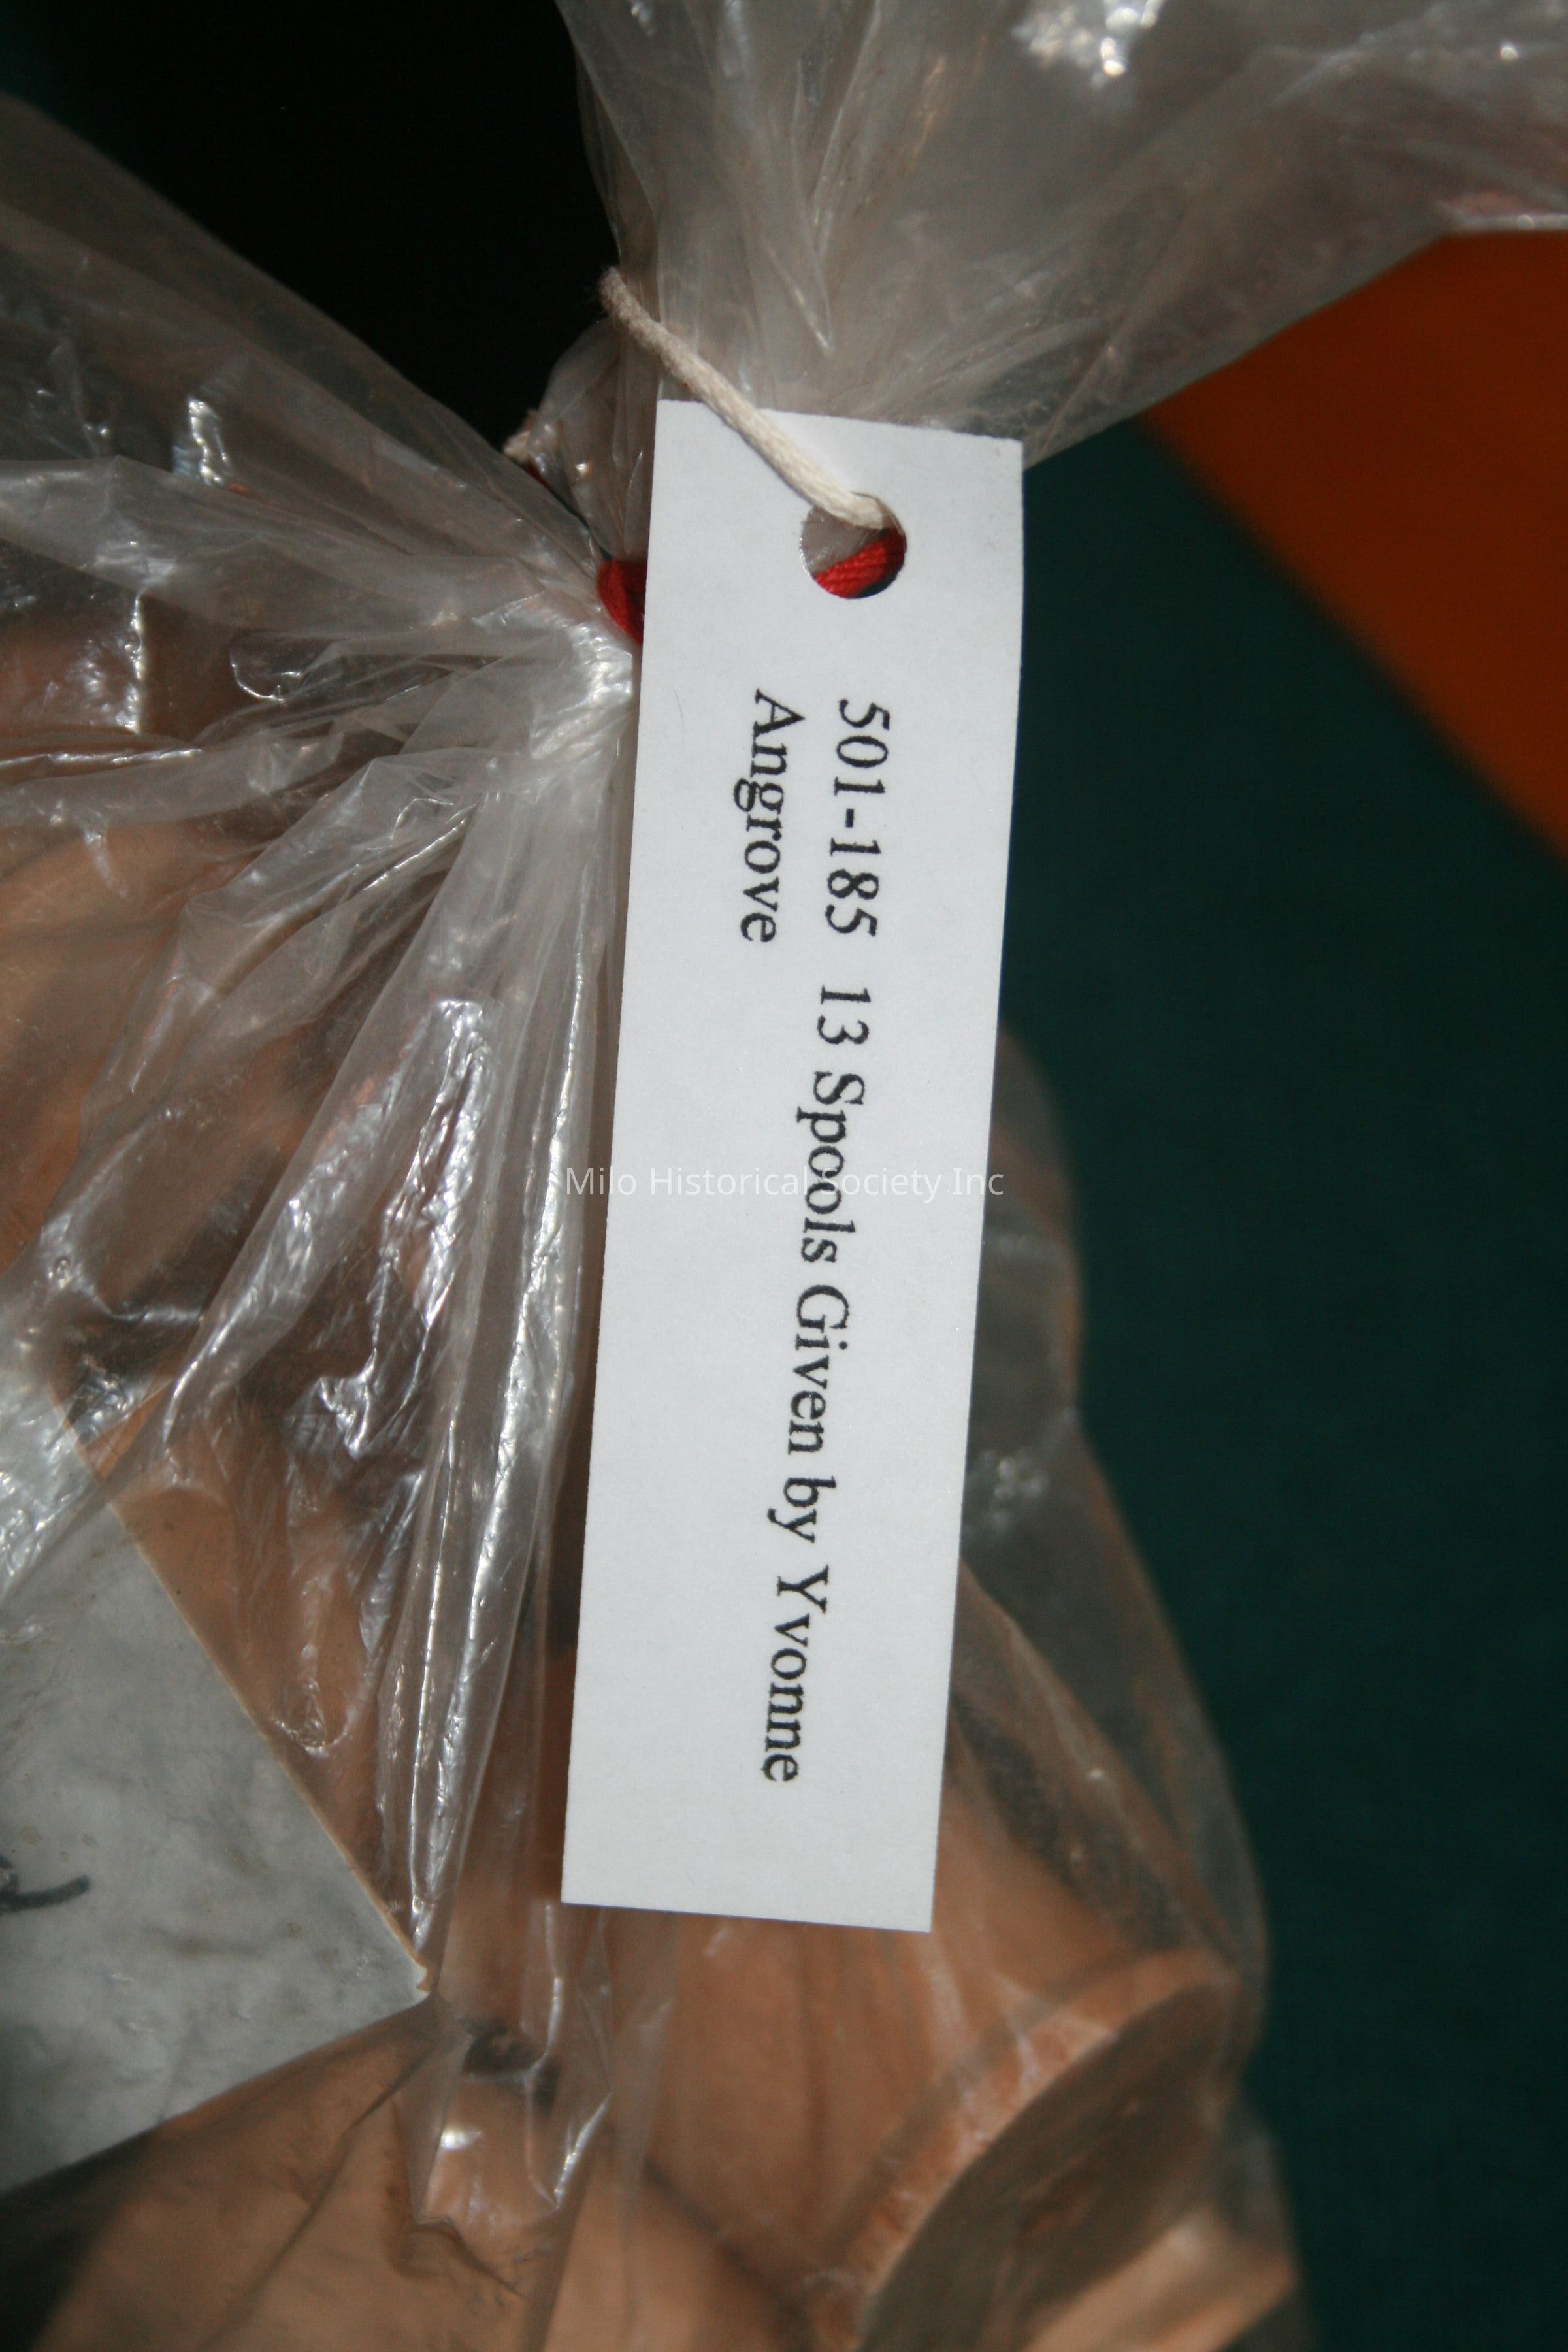 501-185 13 Spools Given by Yvonne
Angrove
Milo Historical Society Inc